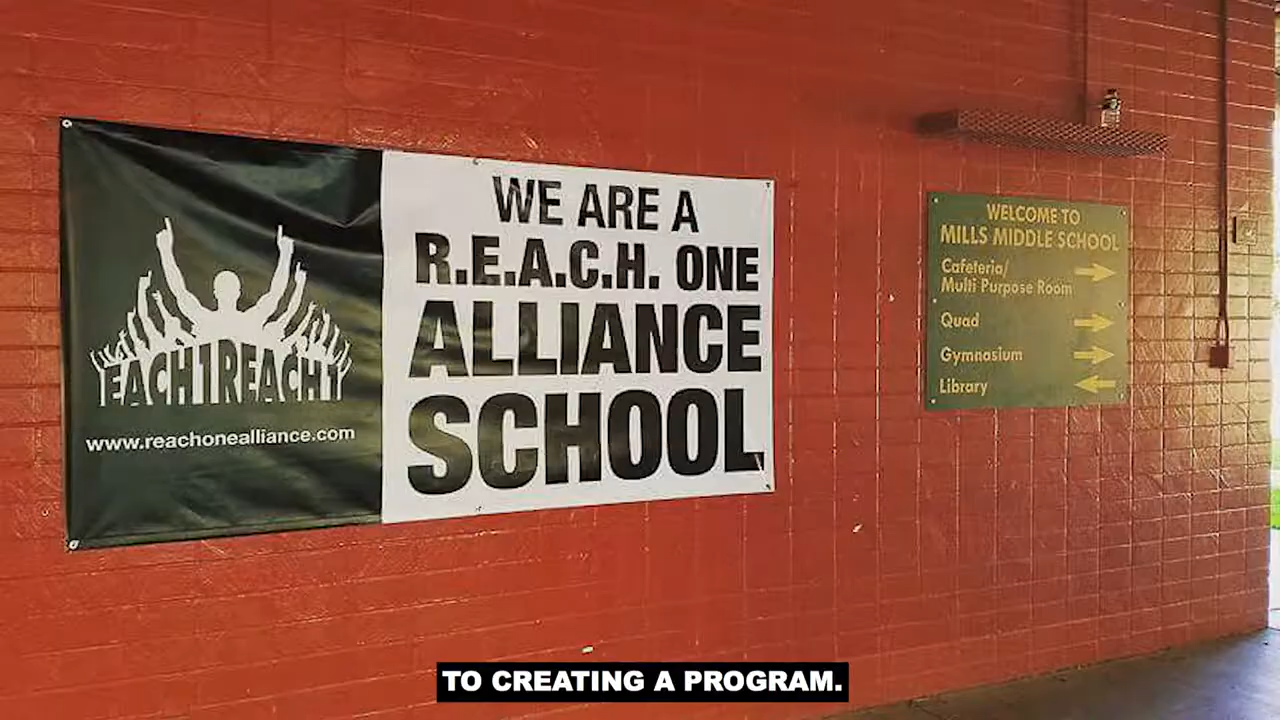 WE ARE A
R.E.A.C.H. ONE
ALLIANCE
SCHOOL
EACH1REACH1
www.reachonealliance.com
WELCOME TO
MILLS MIDDLE SCHOOL
Cafeteria/
Multi Purpose Room
Quad
Gymnasium
Library
TO CREATING A PROGRAM.